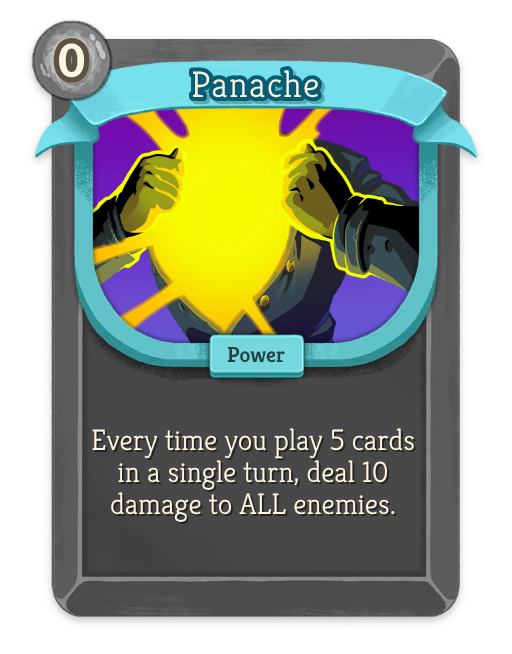 0
Panache
Power
Every time you play 5 cards
in a single turn, deal 10
damage to ALL enemies.